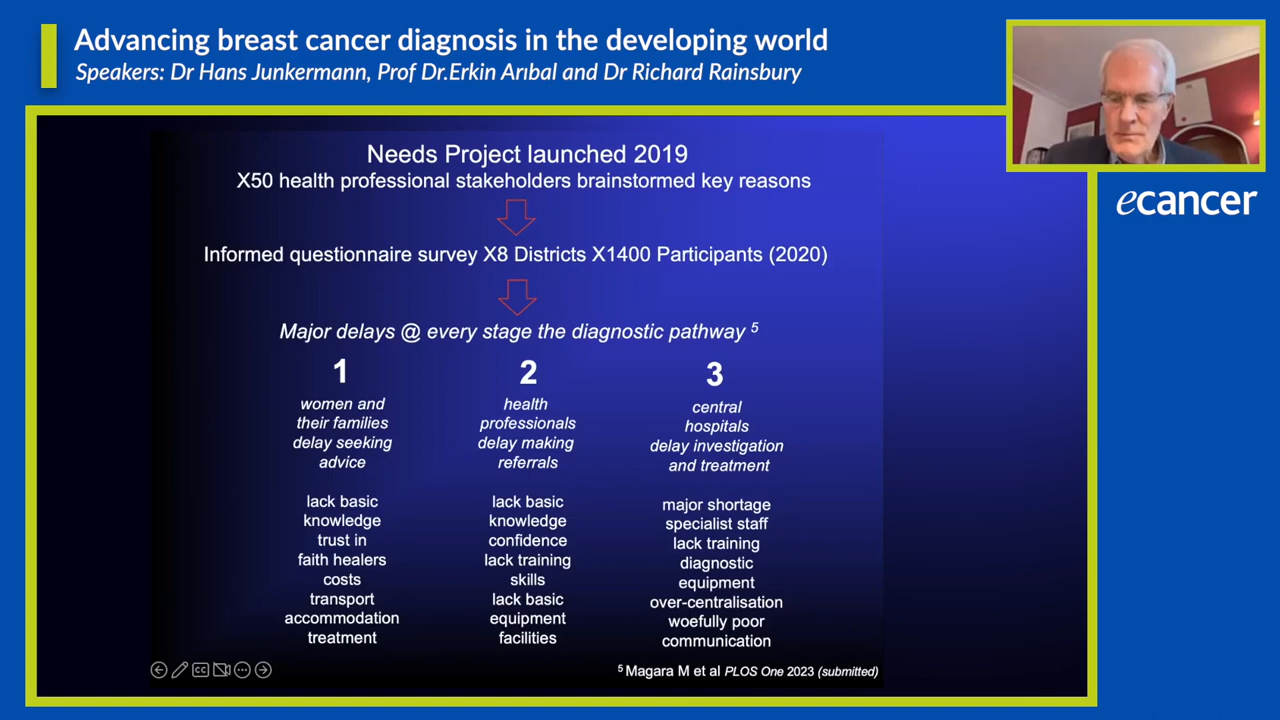 Advancing breast cancer diagnosis in the developing world
Speakers: Dr Hans Junkermann, Prof Dr.Erkin Arıbal and Dr Richard Rainsbury
ecancer
Needs Project launched 2019
X50 health professional stakeholders brainstormed key reasons
Informed questionnaire survey X8 Districts X1400 Participants (2020)
Major delays @ every stage the diagnostic pathway 5
1
women and
their families
delay seeking
advice
lack basic
knowledge
trust in
faith healers
costs
transport
accommodation
treatment
2
health
professionals
delay making
referrals
lack basic
knowledge
confidence
lack training
skills
lack basic
equipment
facilities
3
central
hospitals
delay investigation
and treatment
major shortage
specialist staff
lack training
diagnostic
equipment
over-centralisation
woefully poor
communication
CC
5 Magara M et al PLOS One 2023 (submitted)